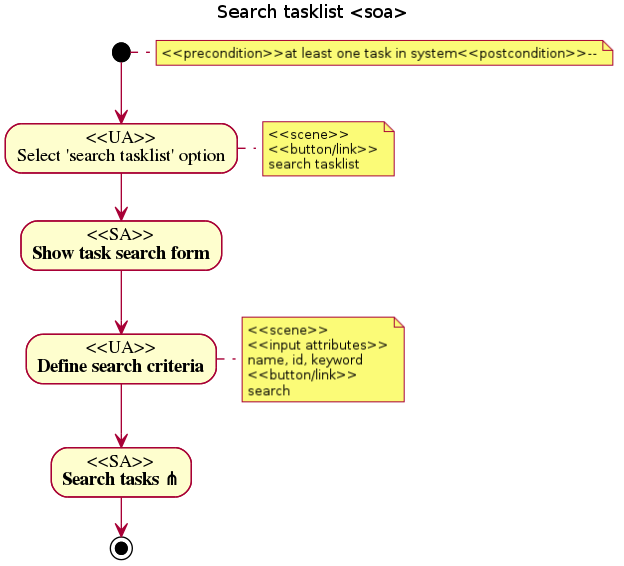 Search tasklist <soa>
<<precondition>>at least one task in system<<postcondition>>--
<<UA>>
Select 'search tasklist' option
<<scene>>
<<button/link>>
search tasklist
<<SA>>
Show task search form
<<UA>>
Define search criteria
<<scene>>
<<input attributes>>
name, id, keyword
<<button/link>>
search
<<SA>>
Search tasks ⋔